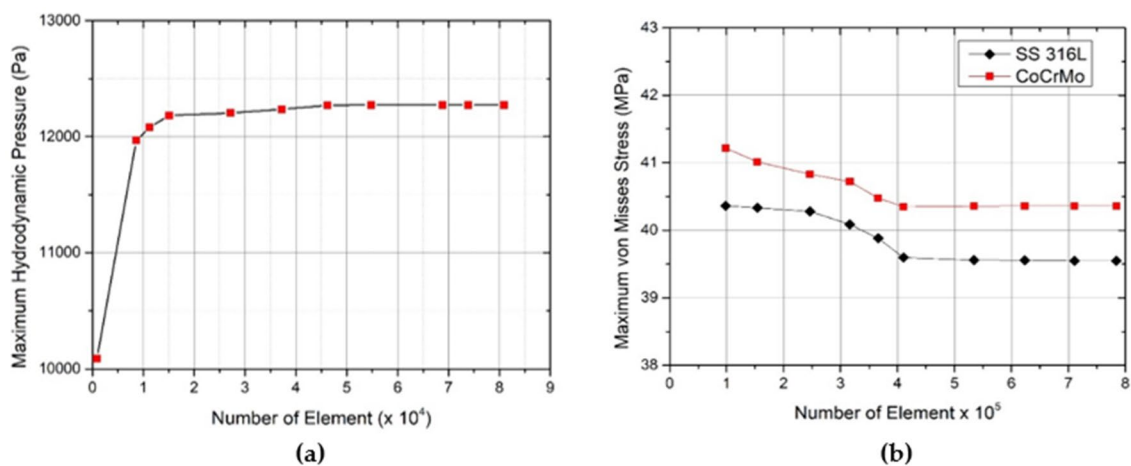 13000
12000
11000
10000
Maximum Hydrodynamic Pressure (Pa)
0 1 2 3 4 5 6 7 8 9
Number of Element (x 10⁴)
(a)
43
42
41
40
39
38
Maximum von Misses Stress (MPa)
SS 316L
CoCrMo
0 1 2 3 4 5 6 7 8
Number of Element x 10⁵
(b)